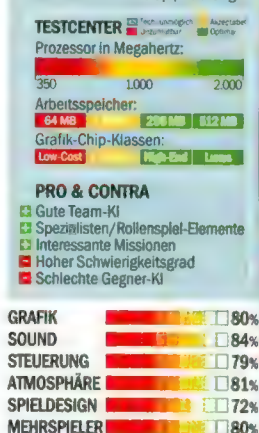 TESTCENTER
Akzeptabel
Prozessor in Megahertz:
350 1.000 2.000
Arbeitsspeicher:
64 MB 256 MB 512 MB
Grafik-Chip-Klassen:
Low-Cost High-End Luxus
PRO & CONTRA
Gute Team-KI
Spezialisten/Rollenspiel-Elemente
Interessante Missionen
Hoher Schwierigkeitsgrad
Schlechte Gegner-KI
GRAFIK 80%
SOUND 84%
STEUERUNG 79%
ATMOSPHÄRE 81%
SPIELDESIGN 72%
MEHRSPIELER 80%